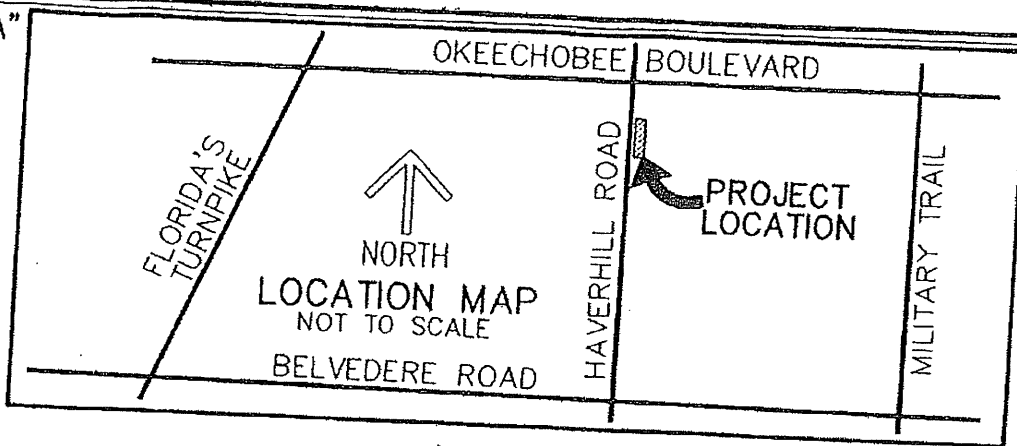 A"
OKEECHOBEE BOULEVARD
FLORIDA'S
TURNPIKE
NORTH
LOCATION MAP
NOT TO SCALE
BELVEDERE ROAD
HAVERHILL ROAD
PROJECT
LOCATION
MILITARY TRAIL